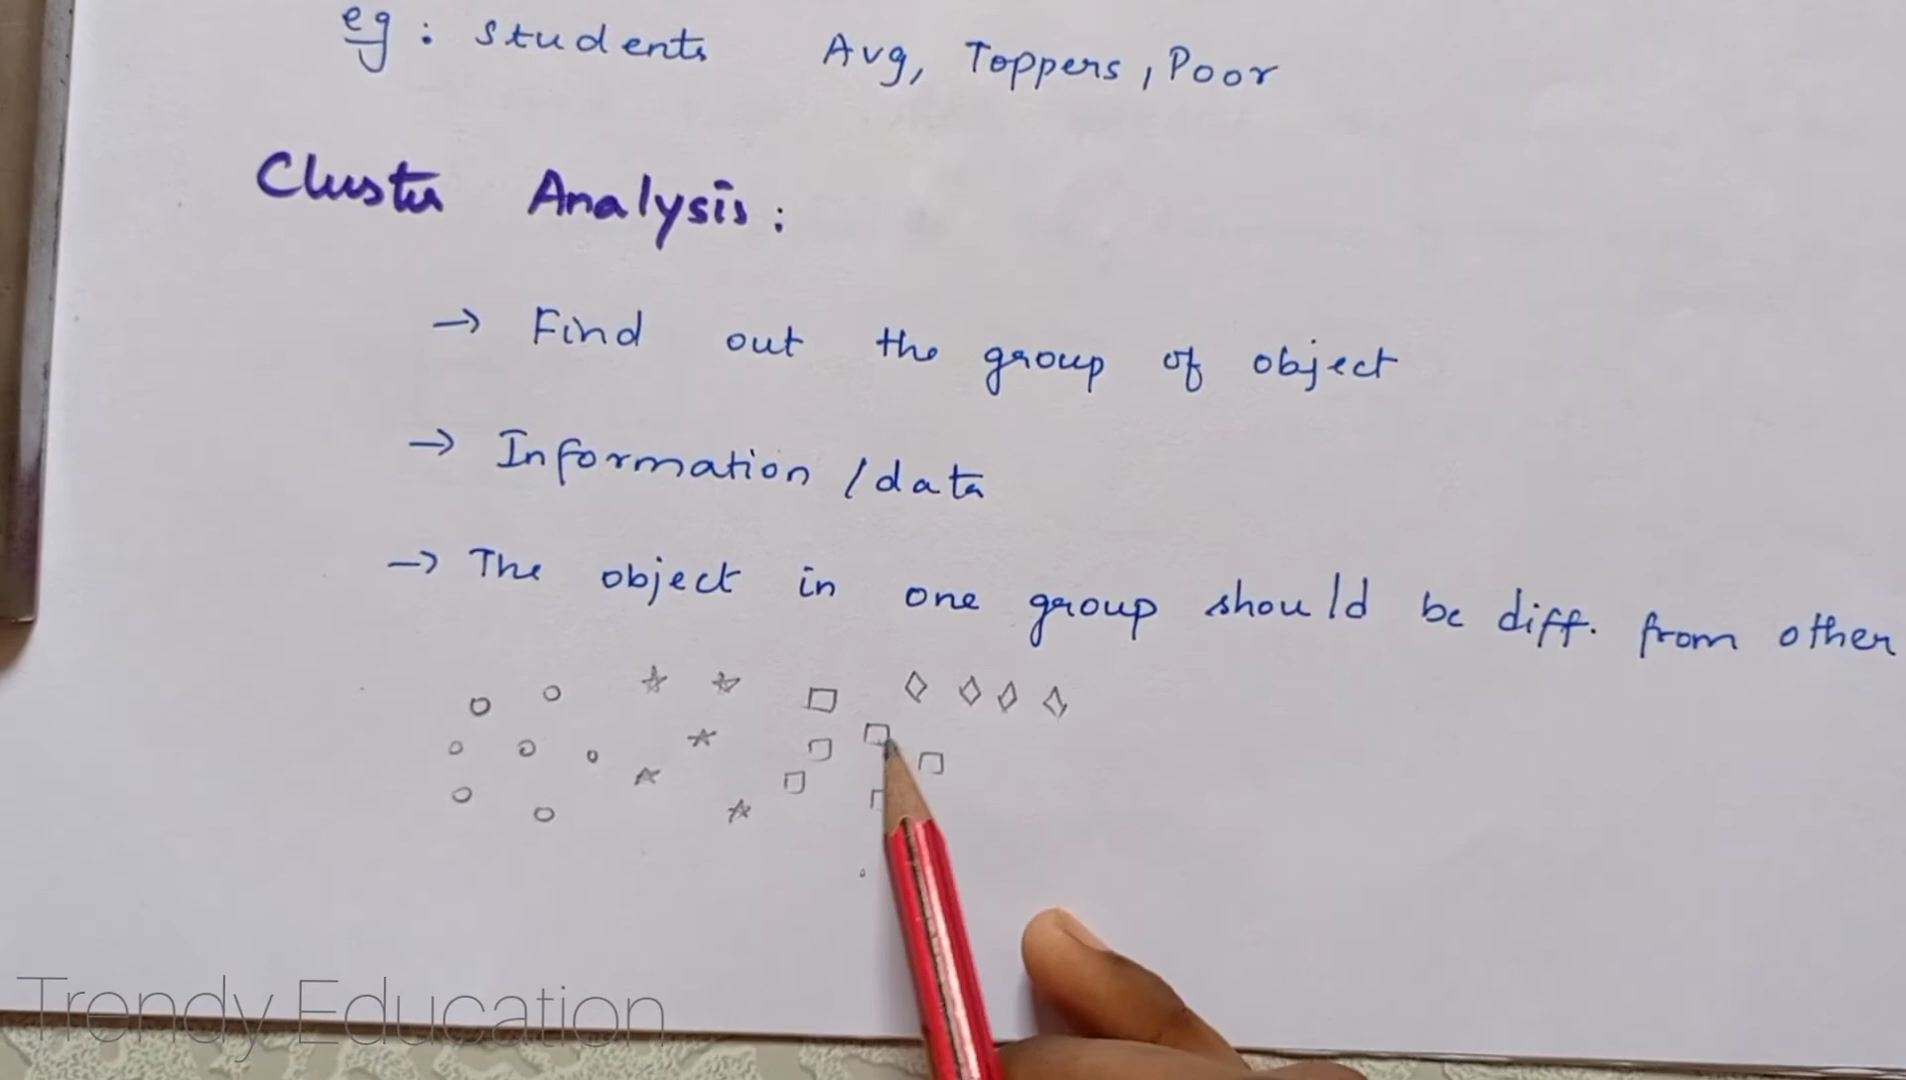 eg : students Avg, Toppers, Poor
Cluster Analysis :
→ Find out the group of object
→ Information / data
→ The object in one group should be diff. from other
Trendy Education